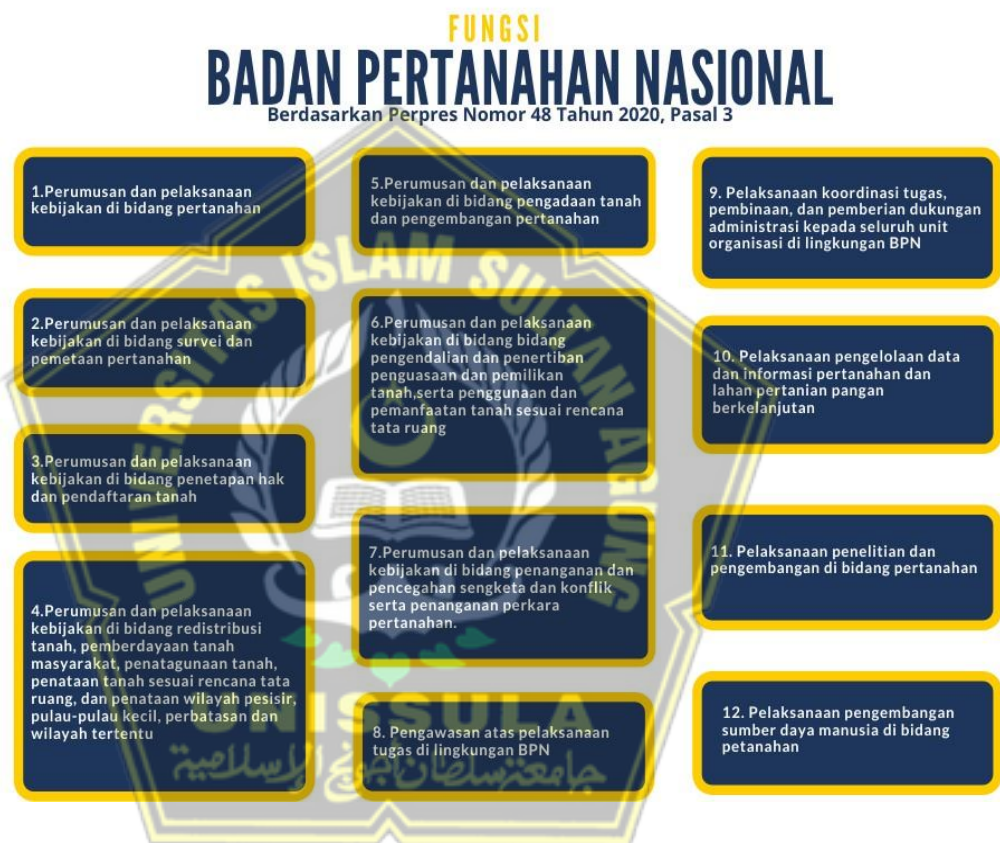 FUNGSI
BADAN PERTANAHAN NASIONAL
Berdasarkan Perpres Nomor 48 Tahun 2020, Pasal 3
1.Perumusan dan pelaksanaan
kebijakan di bidang pertanahan
2.Perumusan dan pelaksanaan
kebijakan di bidang survei dan
pemetaan pertanahan
3.Perumusan dan pelaksanaan
kebijakan di bidang penetapan hak
dan pendaftaran tanah
4.Perumusan dan pelaksanaan
kebijakan di bidang redistribusi
tanah, pemberdayaan tanah
masyarakat, penatagunaan tanah,
penataan tanah sesuai rencana tata
ruang, dan penataan wilayah pesisir,
pulau-pulau kecil, perbatasan dan
wilayah tertentu
5.Perumusan dan pelaksanaan
kebijakan di bidang pengadaan tanah
dan pengembangan pertanahan
6.Perumusan dan pelaksanaan
kebijakan di bidang bidang
pengendalian dan penertiban
penguasaan dan pemilikan
tanah,serta penggunaan dan
pemanfaatan tanah sesuai rencana
tata ruang
7.Perumusan dan pelaksanaan
kebijakan di bidang penanganan dan
pencegahan sengketa dan konflik
serta penanganan perkara
pertanahan.
8. Pengawasan atas pelaksanaan
tugas di lingkungan BPN
9. Pelaksanaan koordinasi tugas,
pembinaan, dan pemberian dukungan
administrasi kepada seluruh unit
organisasi di lingkungan BPN
10. Pelaksanaan pengelolaan data
dan informasi pertanahan dan
lahan pertanian pangan
berkelanjutan
11. Pelaksanaan penelitian dan
pengembangan di bidang pertanahan
12. Pelaksanaan pengembangan
sumber daya manusia di bidang
petanahan
UNIVERSITAS ISLAM SULTAN AGUNG
UNISSULA
جامعتسلطان أجونج الإسلامية